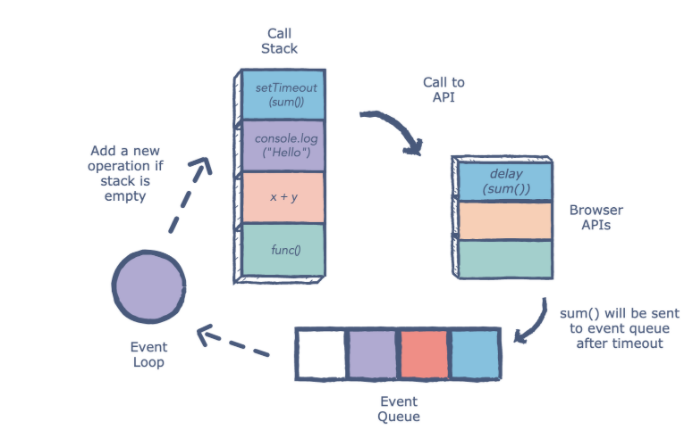 Call
Stack
setTimeout
(sum())
console.log
("Hello")
x + y
func()
Call to
API
delay
(sum())
Browser
APIs
sum() will be sent
to event queue
after timeout
Event
Queue
Event
Loop
Add a new
operation if
stack is
empty